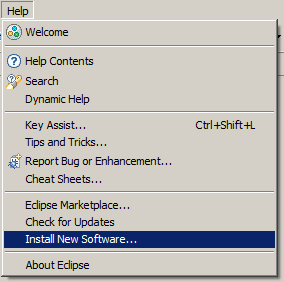 Help
Welcome
Help Contents
Search
Dynamic Help
Key Assist... Ctrl+Shift+L
Tips and Tricks...
Report Bug or Enhancement...
Cheat Sheets...
Eclipse Marketplace...
Check for Updates
Install New Software...
About Eclipse